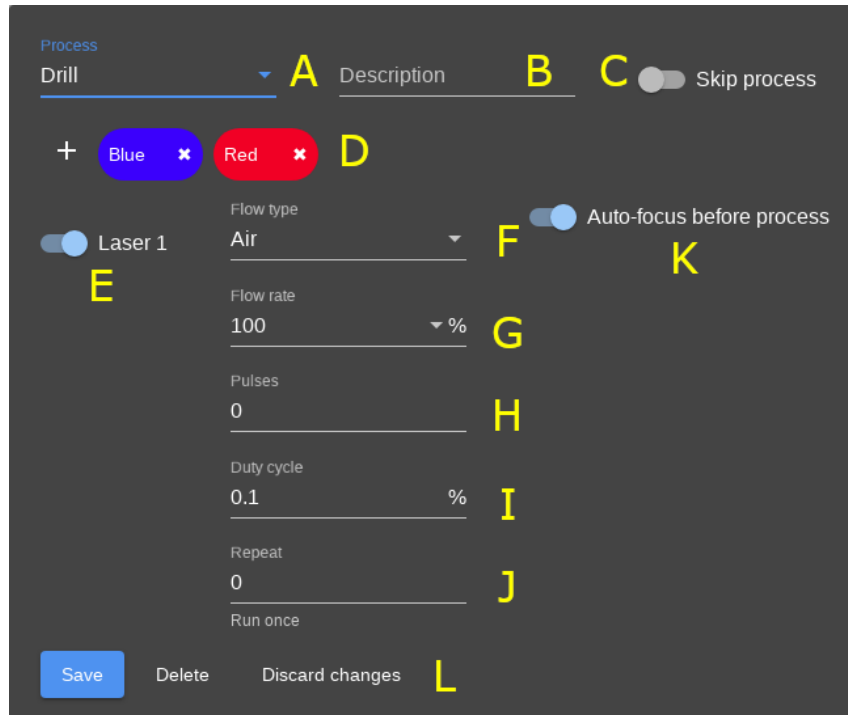 Process
Drill A Description B C Skip process
+ Blue ✖ Red ✖ D
Flow type
Air F Auto-focus before process
Laser 1 K
E
Flow rate
100 % G
Pulses
0 H
Duty cycle
0.1 % I
Repeat
0 J
Run once
Save Delete Discard changes L